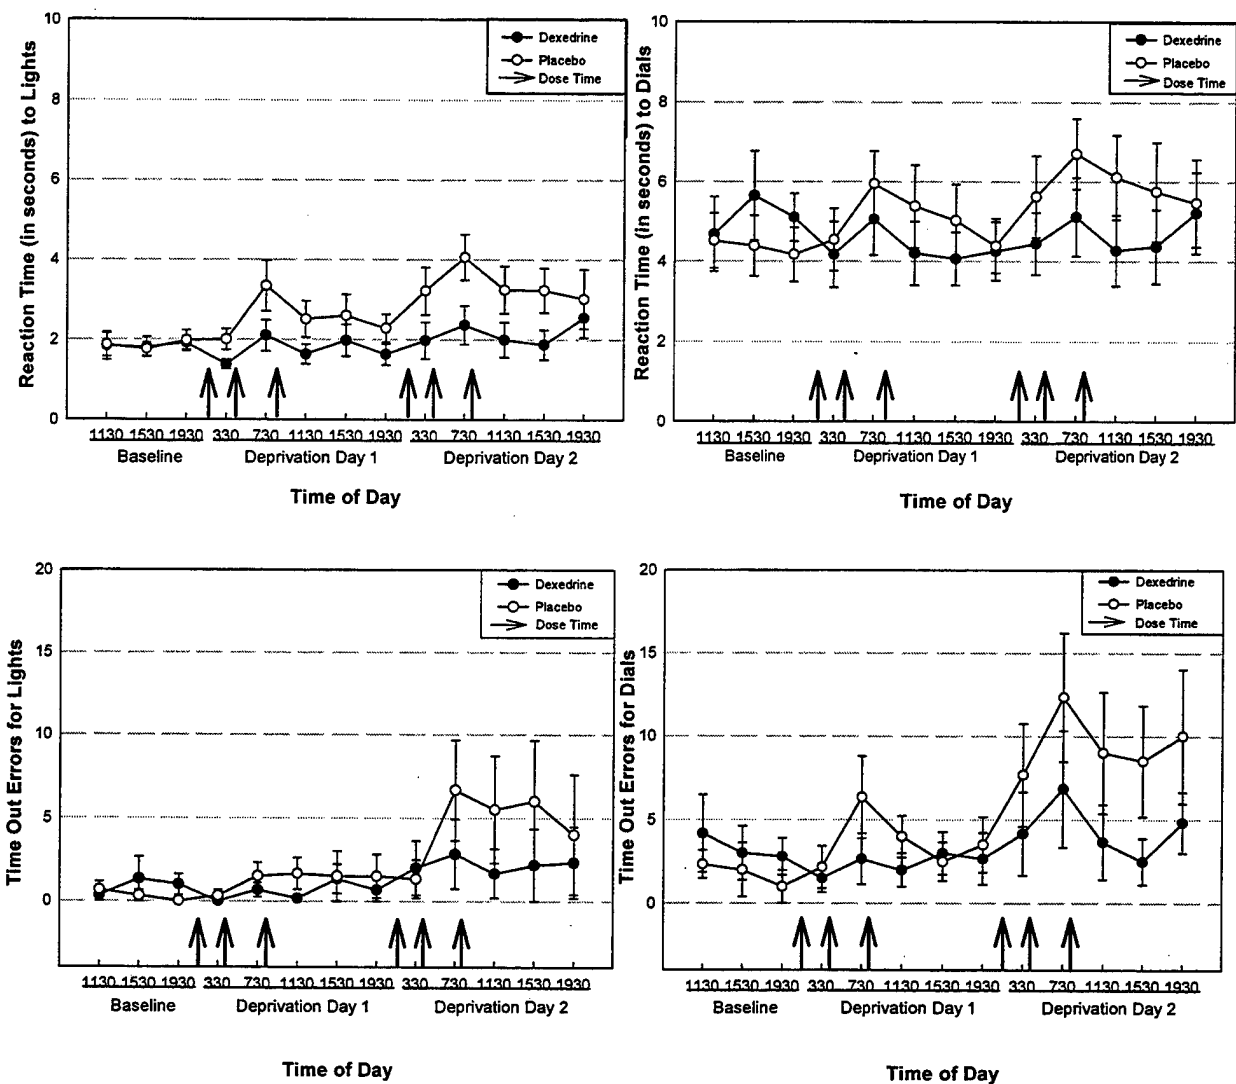 Reaction Time (in seconds) to Lights
10
8
6
4
2
0
Dexedrine
Placebo
Dose Time
1130 1530 1930 330 730 1130 1530 1930 330 730 1130 1530 1930
Baseline Deprivation Day 1 Deprivation Day 2
Time of Day
Reaction Time (in seconds) to Dials
10
8
6
4
2
0
Dexedrine
Placebo
Dose Time
1130 1530 1930 330 730 1130 1530 1930 330 730 1130 1530 1930
Baseline Deprivation Day 1 Deprivation Day 2
Time of Day
Time Out Errors for Lights
20
15
10
5
0
Dexedrine
Placebo
Dose Time
1130 1530 1930 330 730 1130 1530 1930 330 730 1130 1530 1930
Baseline Deprivation Day 1 Deprivation Day 2
Time of Day
Time Out Errors for Dials
20
15
10
5
0
Dexedrine
Placebo
Dose Time
1130 1530 1930 330 730 1130 1530 1930 330 730 1130 1530 1930
Baseline Deprivation Day 1 Deprivation Day 2
Time of Day